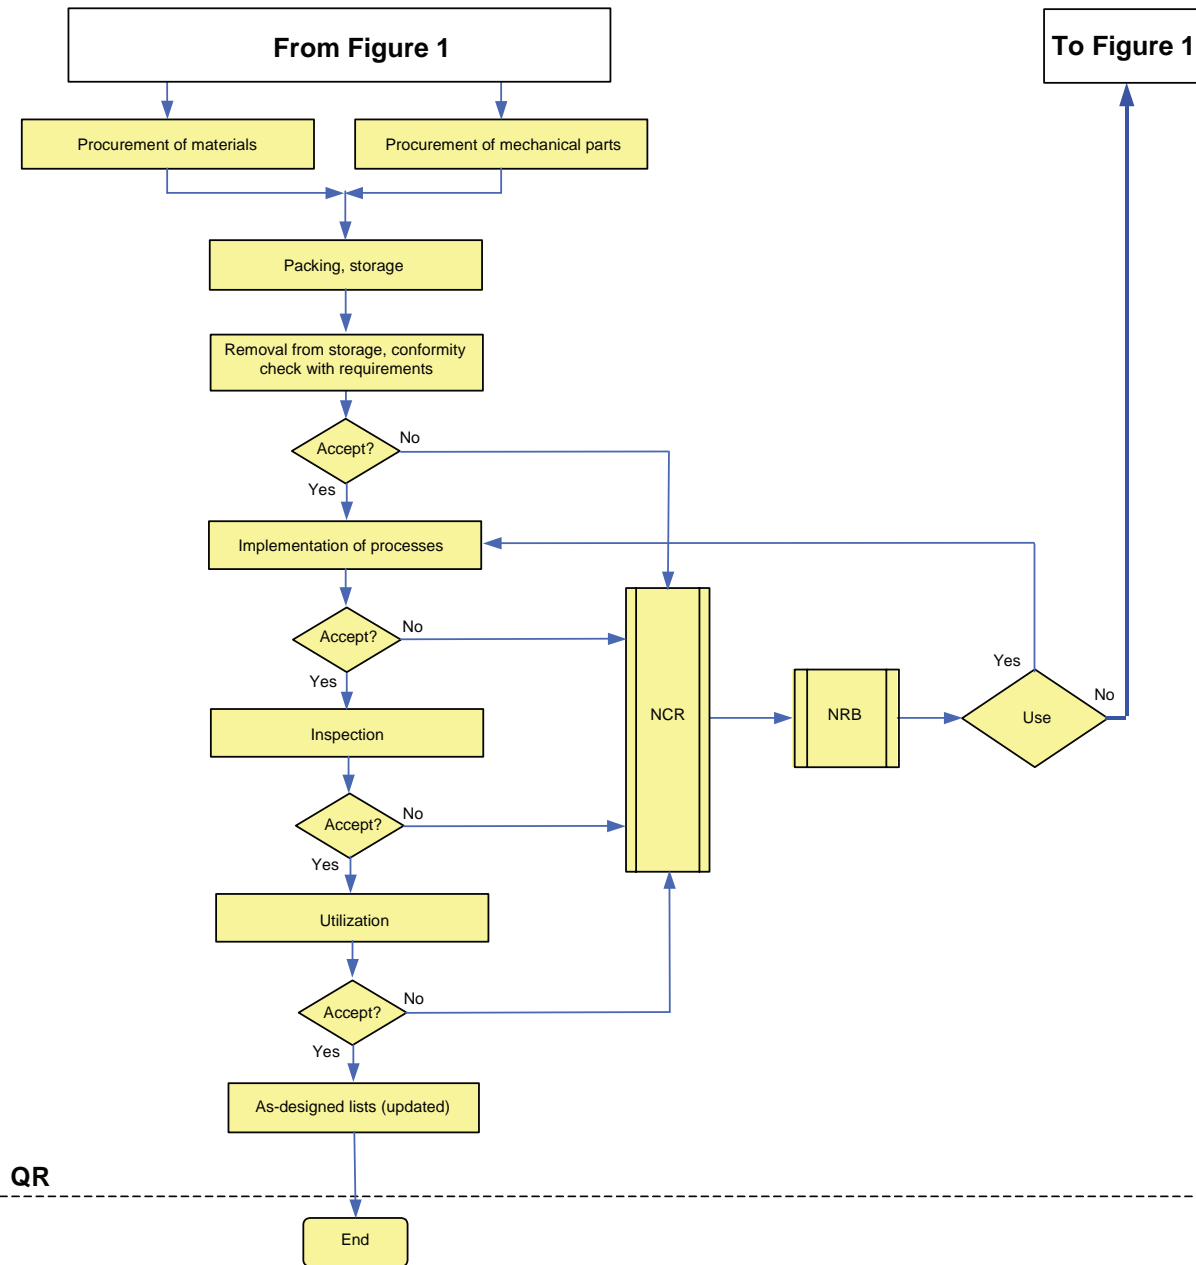 From Figure 1
To Figure 1
Procurement of materials
Procurement of mechanical parts
Packing, storage
Removal from storage, conformity
check with requirements
Accept?
No
Yes
Implementation of processes
Accept?
No
Yes
Inspection
NCR
NRB
Yes
Use
No
Accept?
No
Yes
Utilization
Accept?
No
Yes
As-designed lists (updated)
QR
End